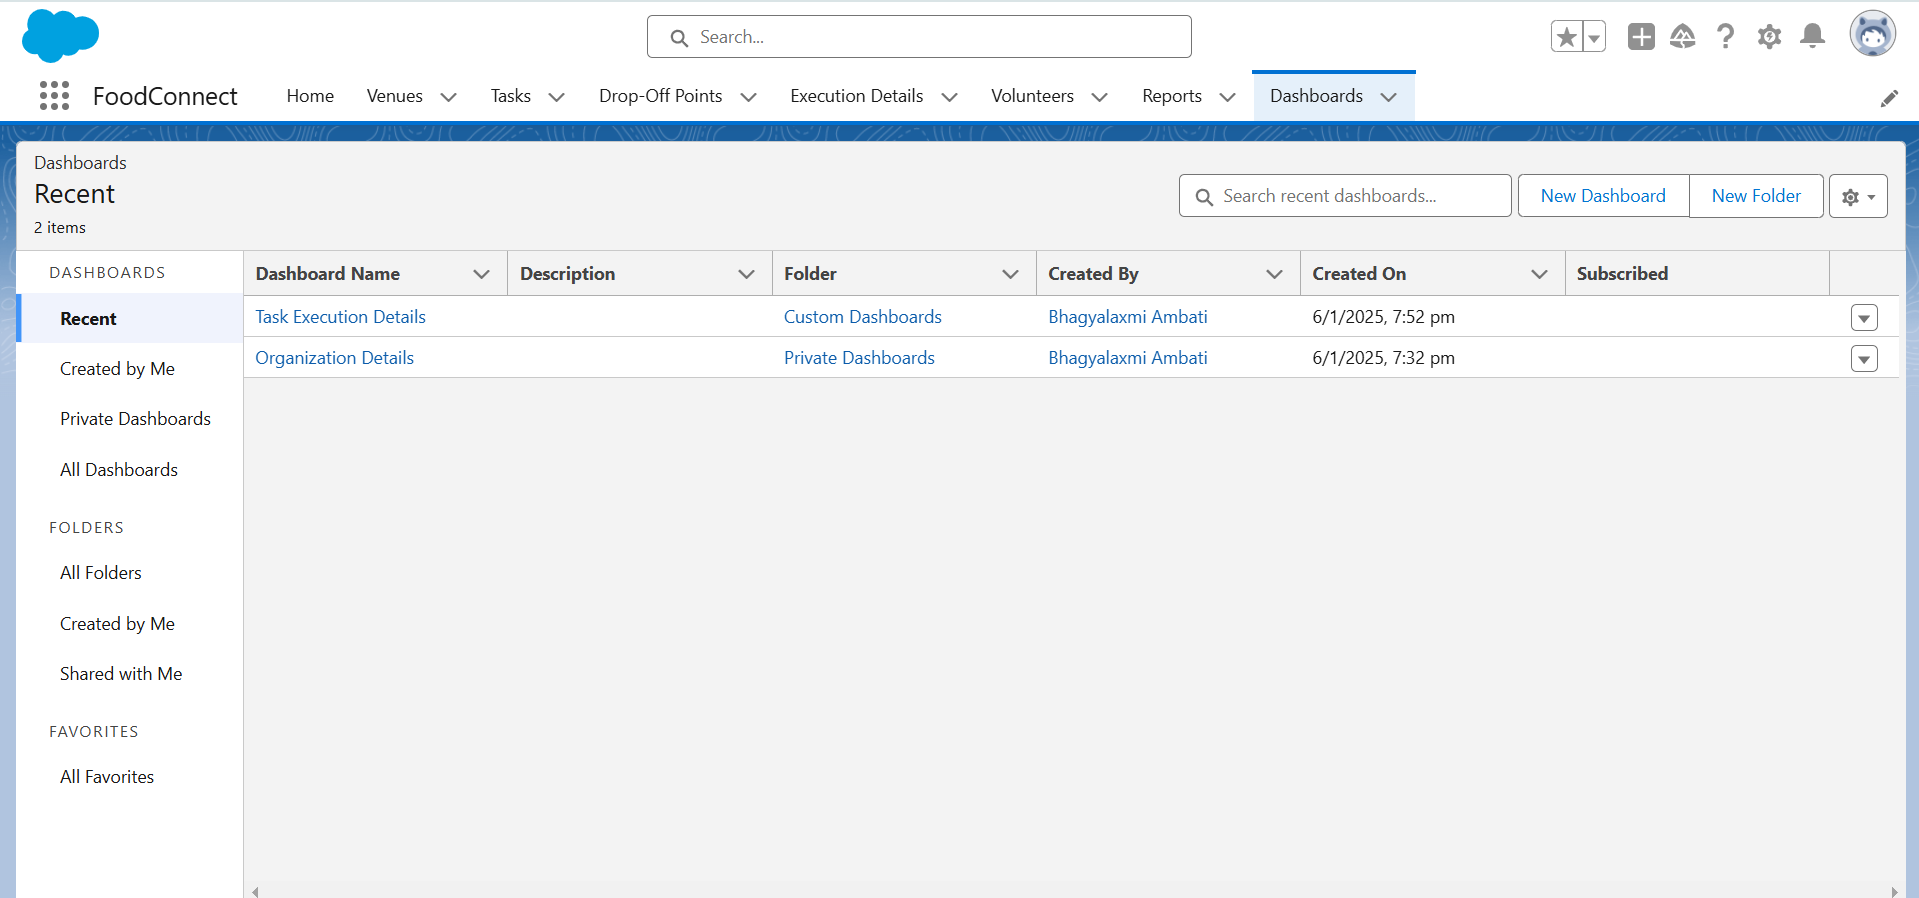 Search...
FoodConnect Home Venues Tasks Drop-Off Points Execution Details Volunteers Reports Dashboards
Dashboards
Recent
2 items
Search recent dashboards...
New Dashboard
New Folder
DASHBOARDS
Recent
Created by Me
Private Dashboards
All Dashboards
FOLDERS
All Folders
Created by Me
Shared with Me
FAVORITES
All Favorites
Dashboard Name Description Folder Created By Created On Subscribed
Task Execution Details Custom Dashboards Bhagyalaxmi Ambati 6/1/2025, 7:52 pm
Organization Details Private Dashboards Bhagyalaxmi Ambati 6/1/2025, 7:32 pm